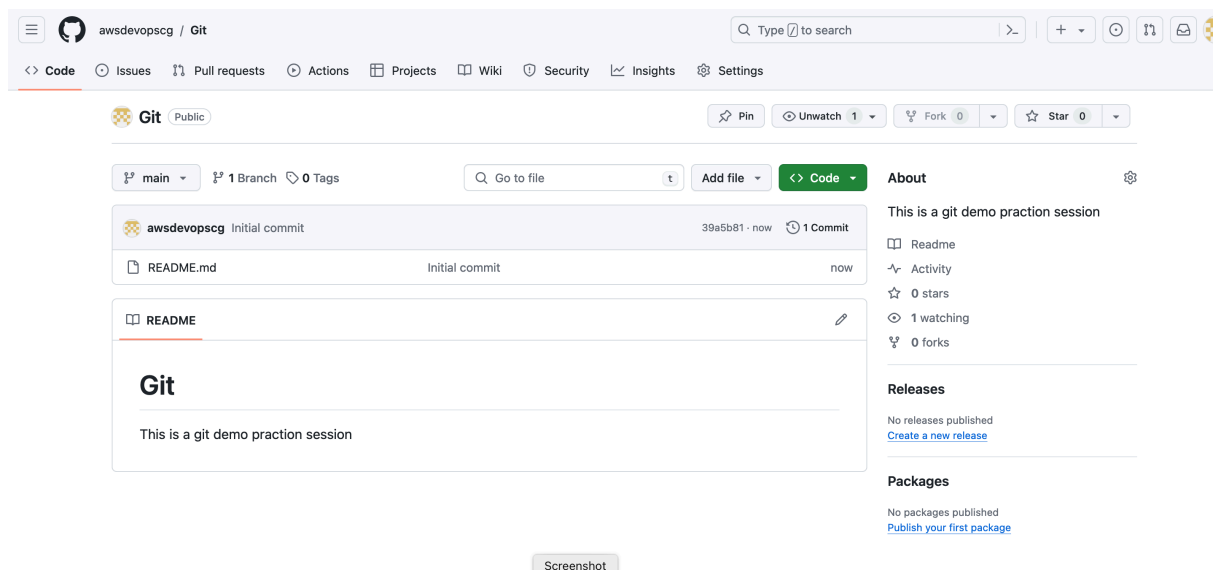 awsdevopscg / Git
Type / to search
Code Issues Pull requests Actions Projects Wiki Security Insights Settings
Git Public Pin Unwatch 1 Fork 0 Star 0
main 1 Branch 0 Tags Go to file t Add file Code
awsdevopscg Initial commit 39a5b81 · now 1 Commit
README.md Initial commit now
README
Git
This is a git demo praction session
About
This is a git demo praction session
Readme
Activity
0 stars
1 watching
0 forks
Releases
No releases published
Create a new release
Packages
No packages published
Publish your first package
Screenshot